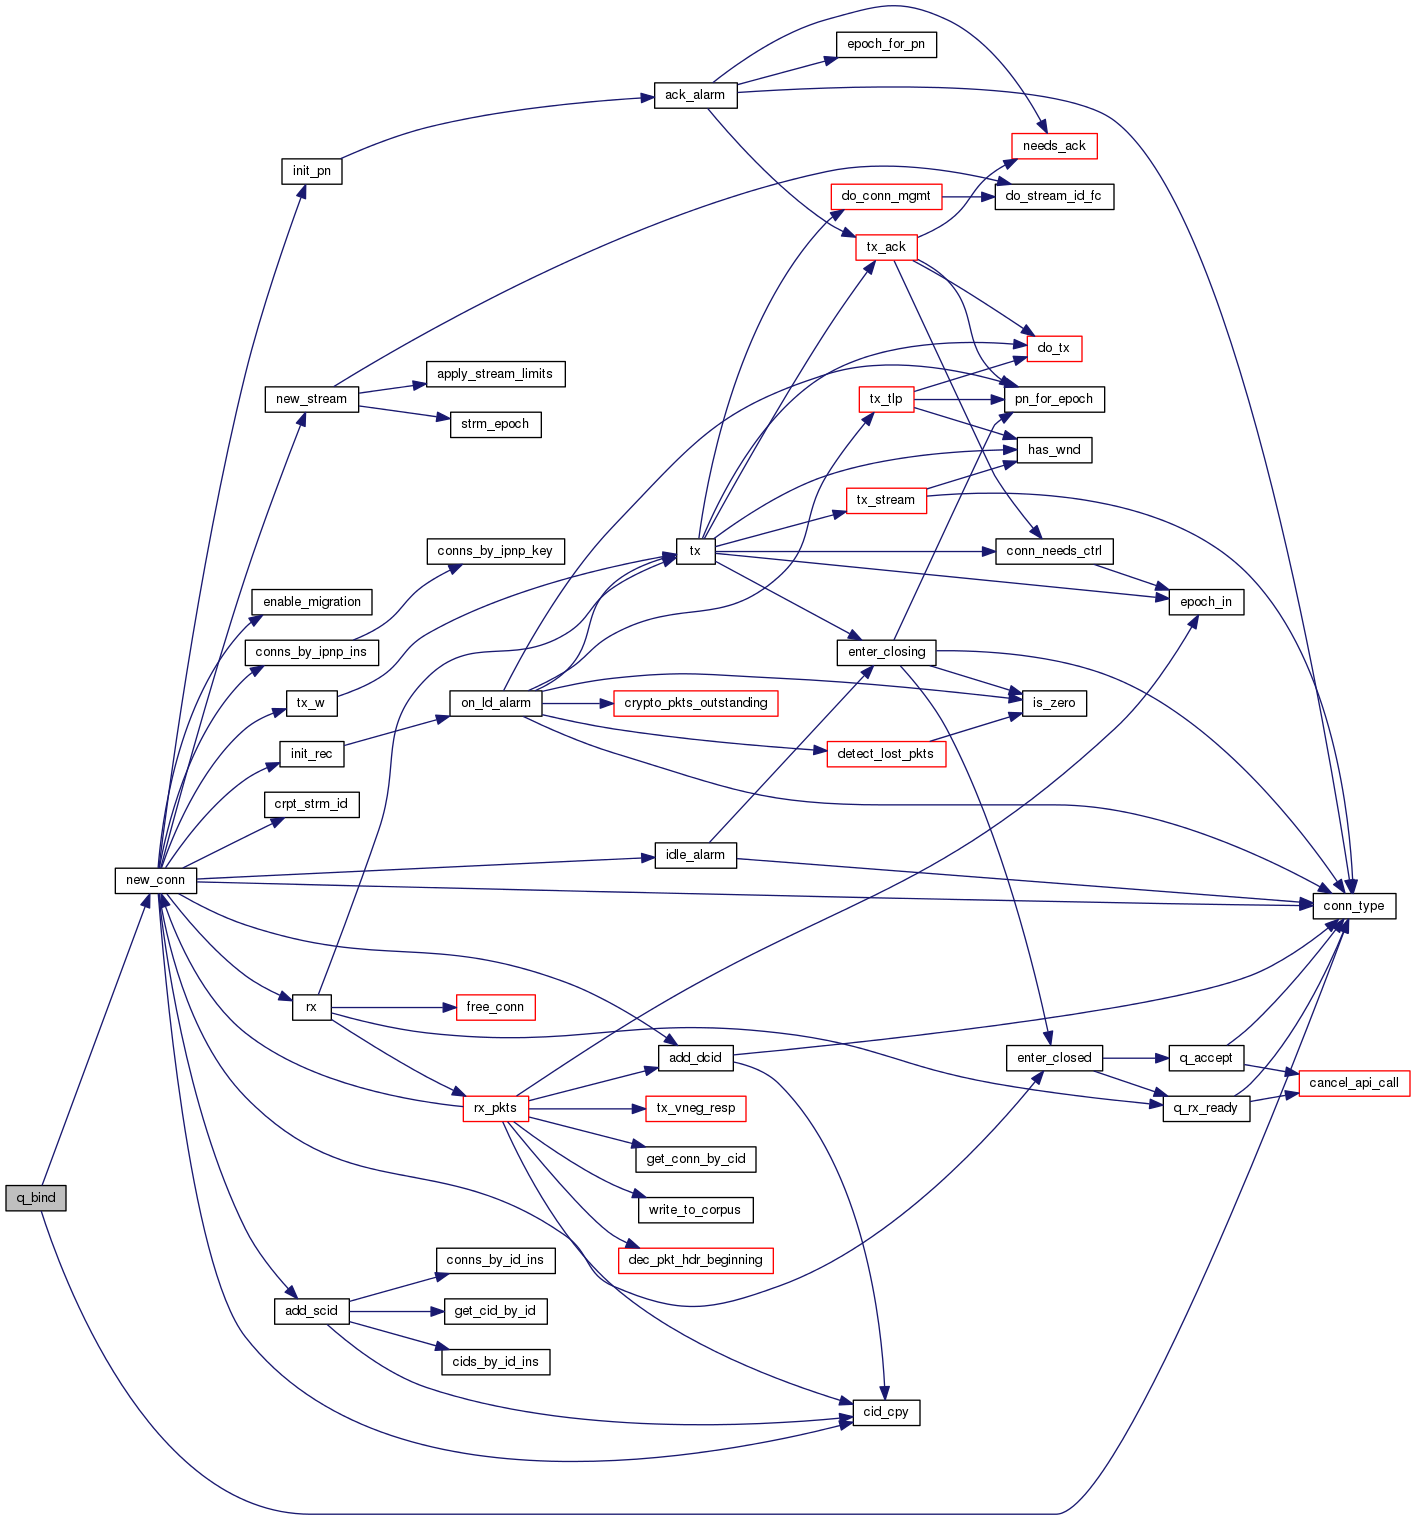 epoch_for_pn
ack_alarm
needs_ack
init_pn
do_conn_mgmt
do_stream_id_fc
tx_ack
do_tx
apply_stream_limits
new_stream
tx_tlp
pn_for_epoch
strm_epoch
has_wnd
tx_stream
conns_by_ipnp_key
tx
conn_needs_ctrl
enable_migration
epoch_in
conns_by_ipnp_ins
enter_closing
tx_w
on_ld_alarm
crypto_pkts_outstanding
is_zero
init_rec
detect_lost_pkts
crpt_strm_id
idle_alarm
new_conn
conn_type
rx
free_conn
add_dcid
enter_closed
q_accept
cancel_api_call
rx_pkts
tx_vneg_resp
q_rx_ready
get_conn_by_cid
q_bind
write_to_corpus
conns_by_id_ins
dec_pkt_hdr_beginning
add_scid
get_cid_by_id
cids_by_id_ins
cid_cpy